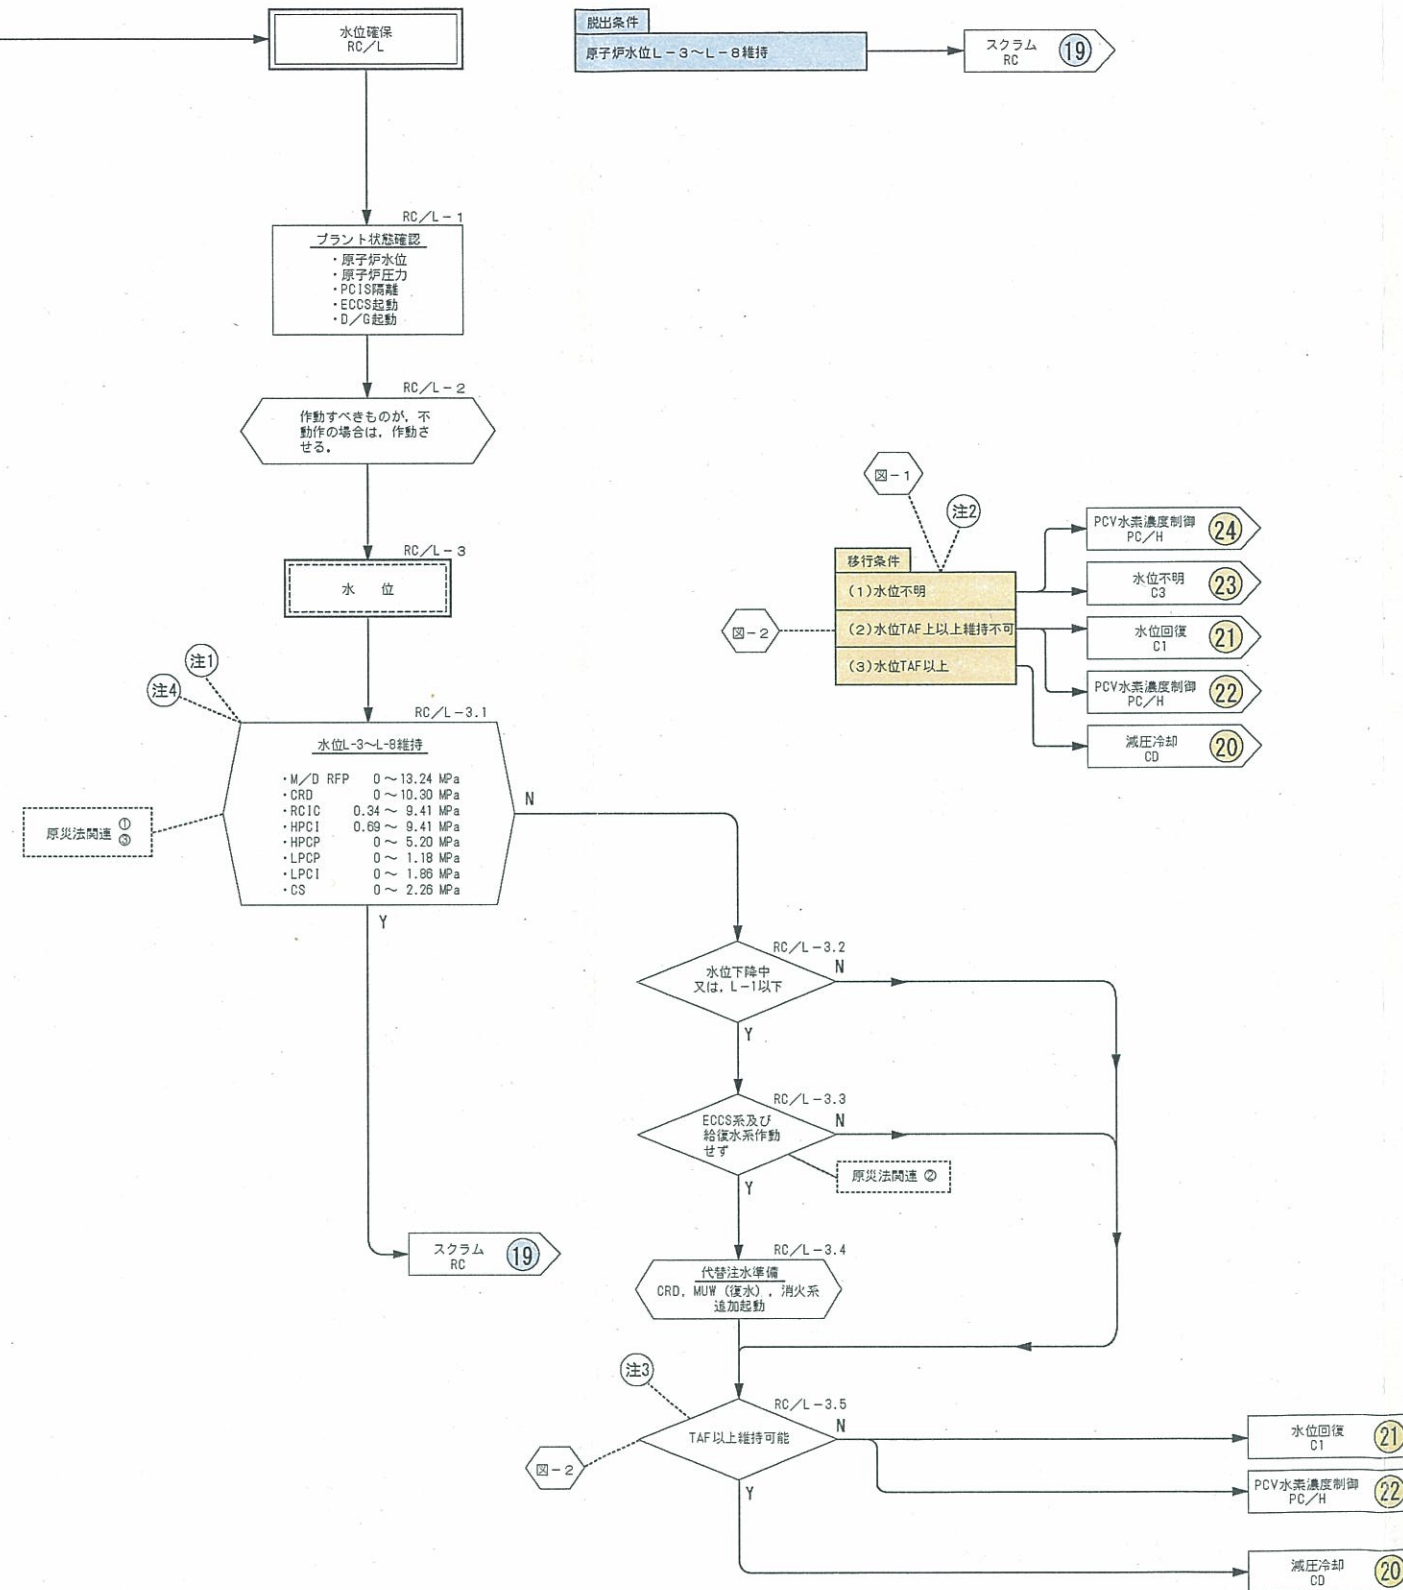 水位確保
RC/L
脱出条件
原子炉水位L-3~L-8維持
スクラム
RC
19
RC/L-1
プラント状態確認
・原子炉水位
・原子炉圧力
・PCIS隔離
・ECCS起動
・D/G起動
RC/L-2
作動すべきものが,不
動作の場合は,作動さ
せる.
RC/L-3
水 位
図-1
注2
移行条件
(1)水位不明
(2)水位TAF上以上維持不可
(3)水位TAF以上
図-2
PCV水素濃度制御
PC/H
24
水位不明
C3
23
水位回復
C1
21
PCV水素濃度制御
PC/H
22
減圧冷却
CD
20
注1
注4
RC/L-3.1
水位L-3~L-8維持
・M/D RFP 0~13.24 MPa
・CRD 0~10.30 MPa
・RCIC 0.34~ 9.41 MPa
・HPCI 0.69~ 9.41 MPa
・HPCP 0~ 5.20 MPa
・LPCP 0~ 1.18 MPa
・LPCI 0~ 1.86 MPa
・CS 0~ 2.26 MPa
原災法関連 ①
③
N
Y
RC/L-3.2
水位下降中
又は,L-1以下
N
Y
RC/L-3.3
ECCS系及び
給復水系作動
せず
N
原災法関連 ②
Y
スクラム
RC
19
RC/L-3.4
代替注水準備
CRD,MUW(復水),消火系
追加起動
注3
RC/L-3.5
TAF以上維持可能
N
図-2
Y
水位回復
C1
21
PCV水素濃度制御
PC/H
22
減圧冷却
CD
20